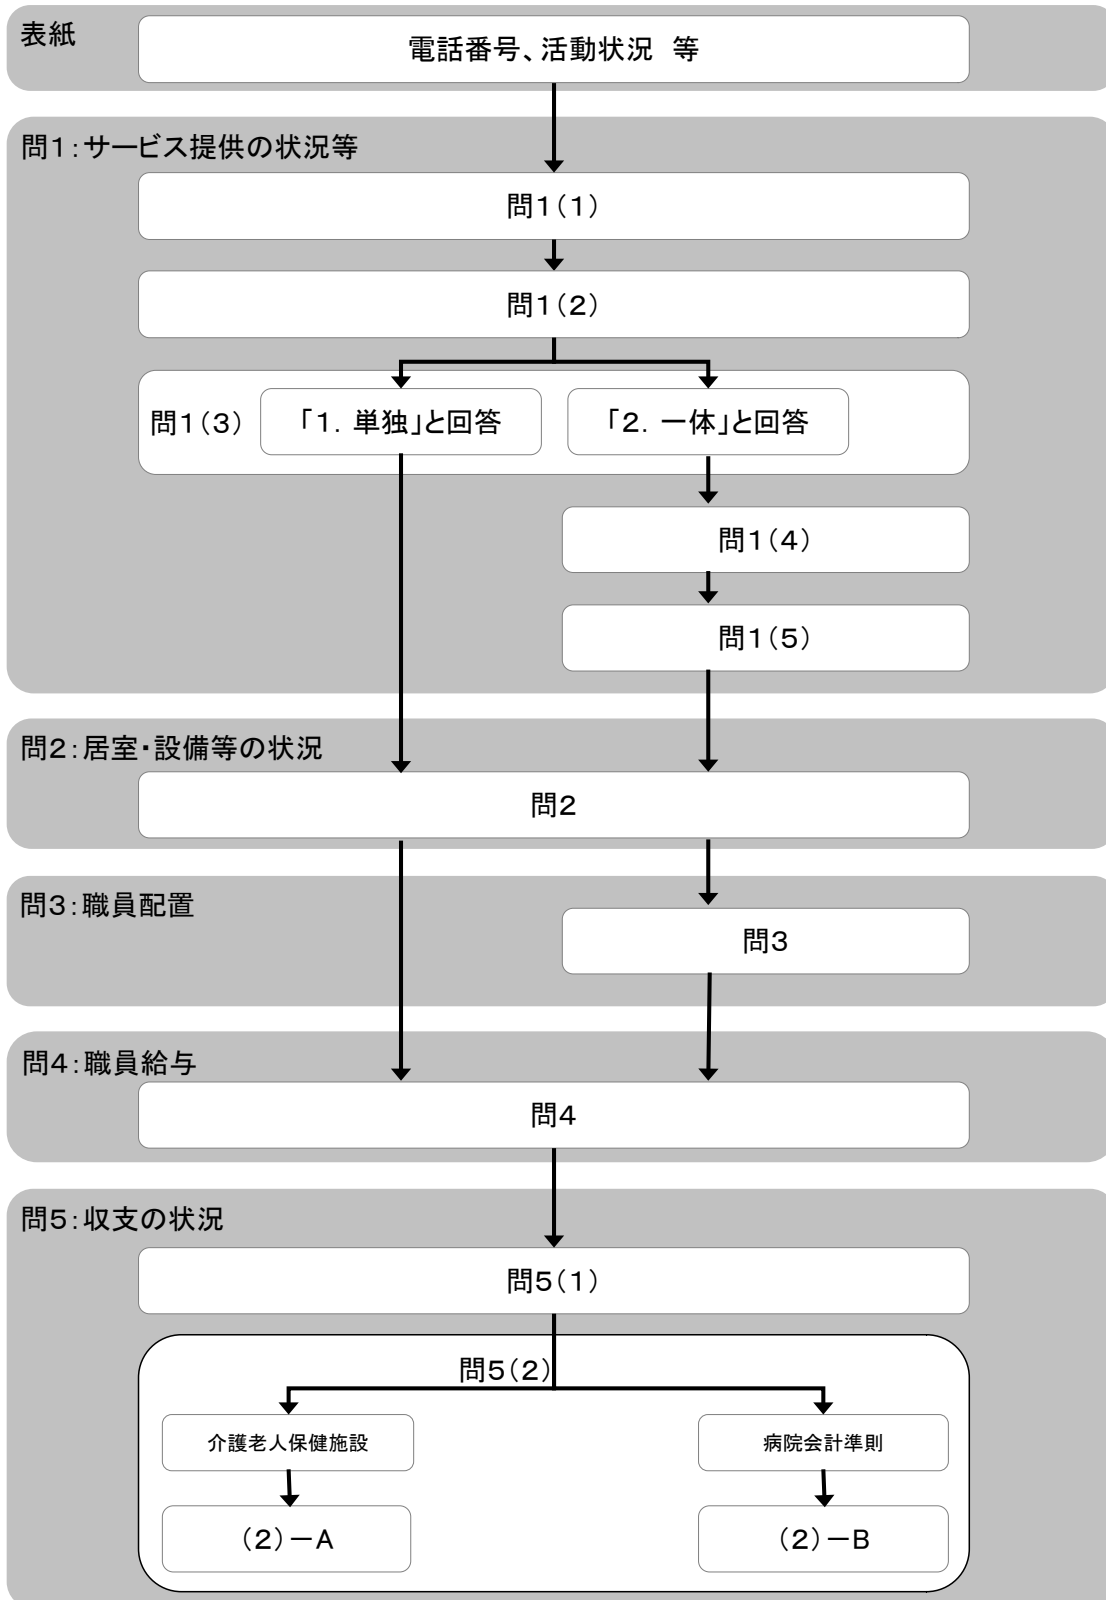 表紙
電話番号、活動状況　等
問1：サービス提供の状況等
問1（1）
問1（2）
問1（3）
「1．単独」と回答
「2．一体」と回答
問1（4）
問1（5）
問2：居室・設備等の状況
問2
問3：職員配置
問3
問4：職員給与
問4
問5：収支の状況
問5（1）
問5（2）
介護老人保健施設
病院会計準則
（2）－A
（2）－B